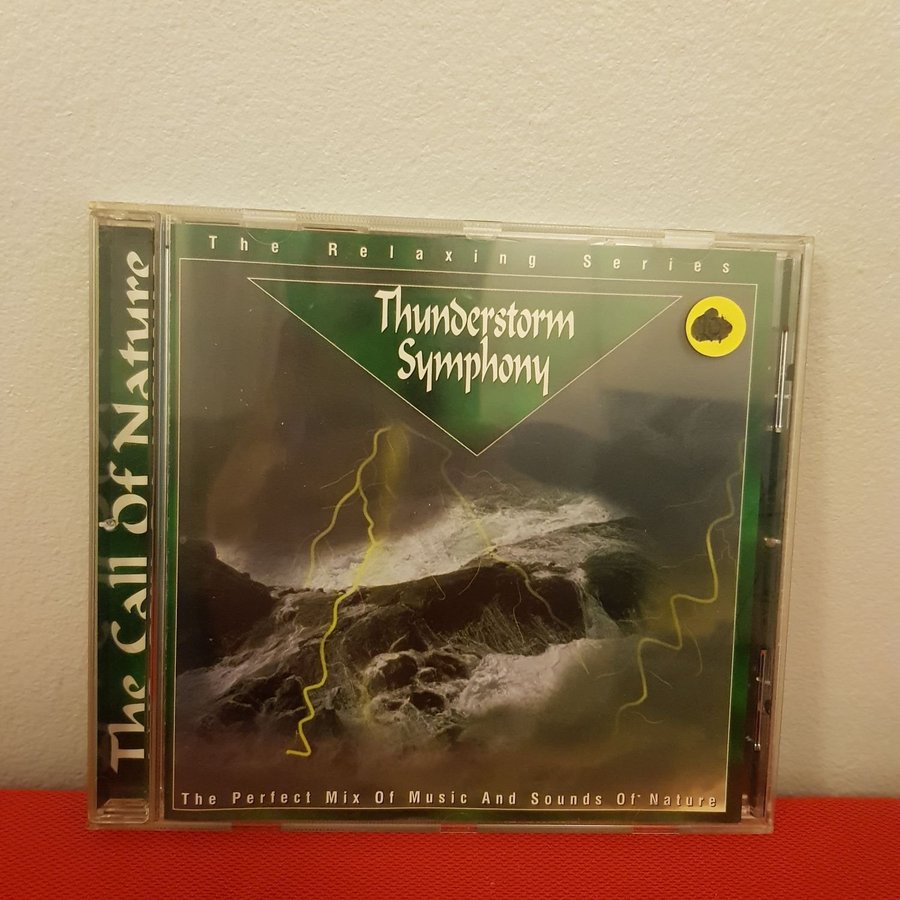 The Call Of Nature
The Relaxing Series
Thunderstorm
Symphony
The Perfect Mix Of Music And Sounds Of Nature